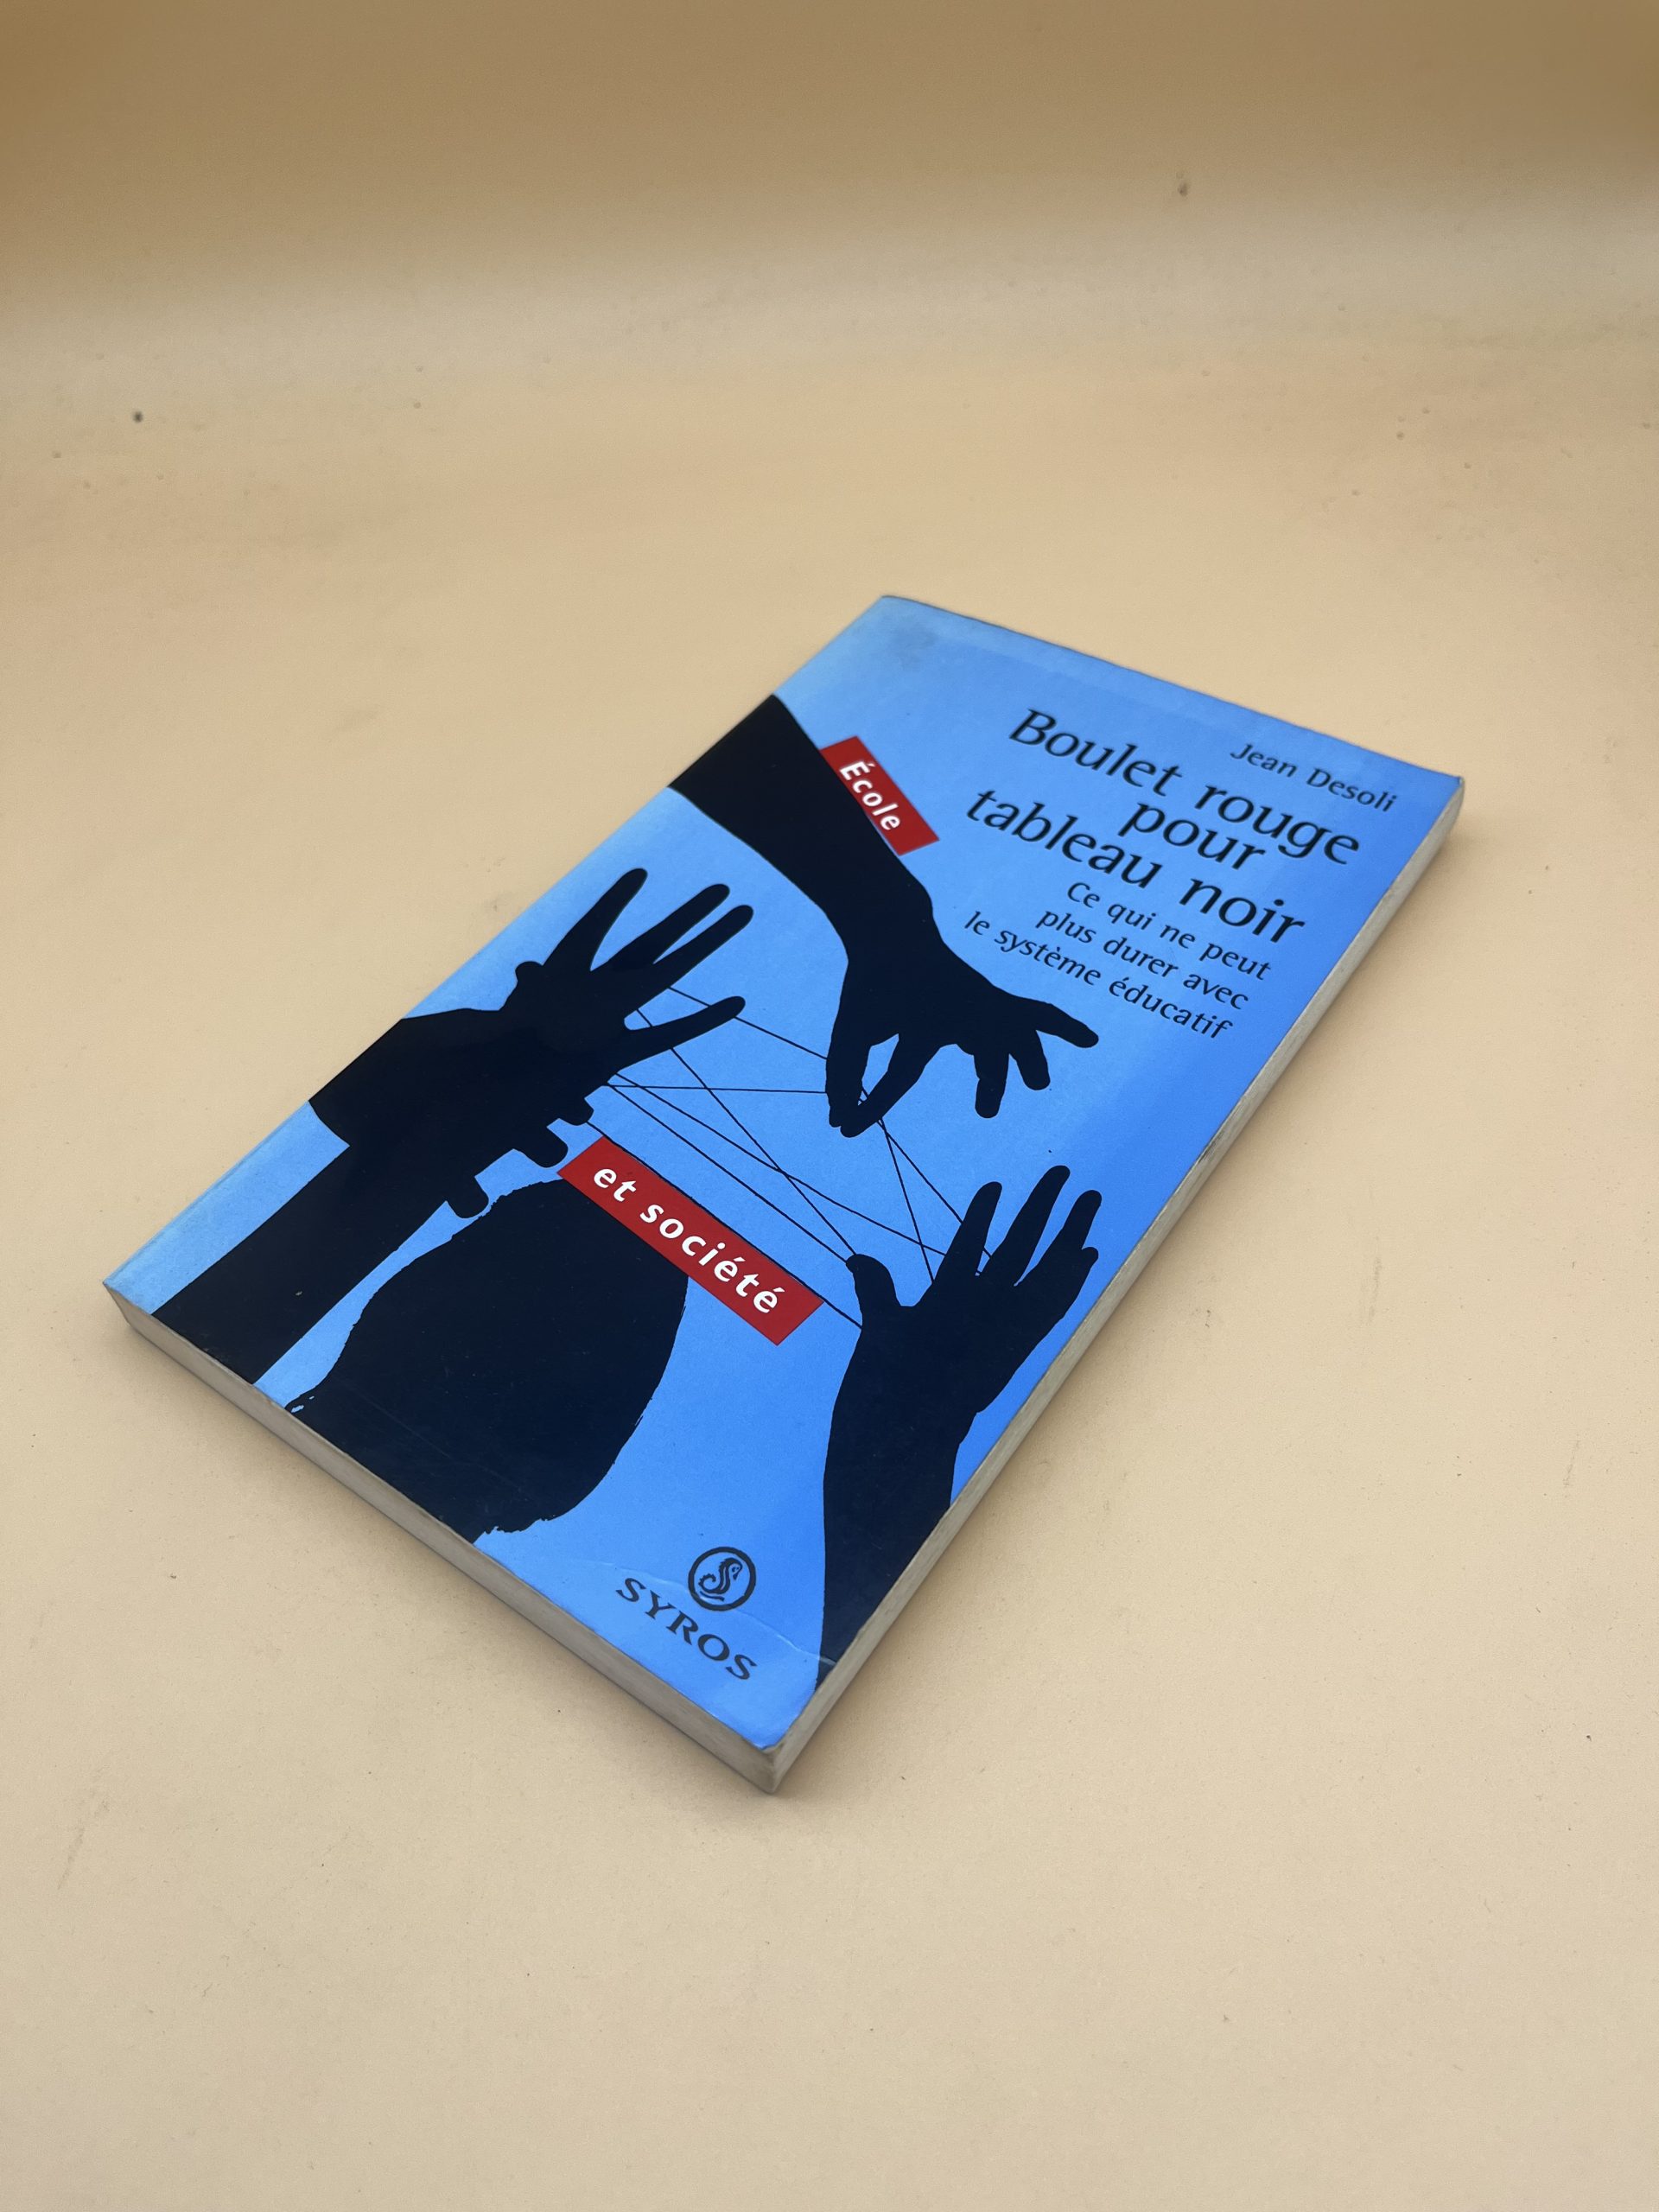 Jean Desoli
Boulet rouge
pour
tableau noir
Ce qui ne peut
plus durer avec
le système éducatif
École
et société
SYROS